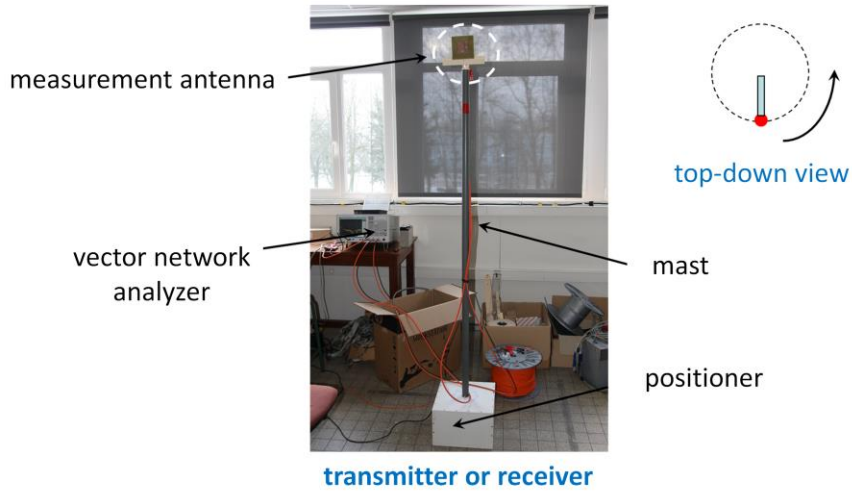 measurement antenna
top-down view
vector network
analyzer
mast
positioner
transmitter or receiver